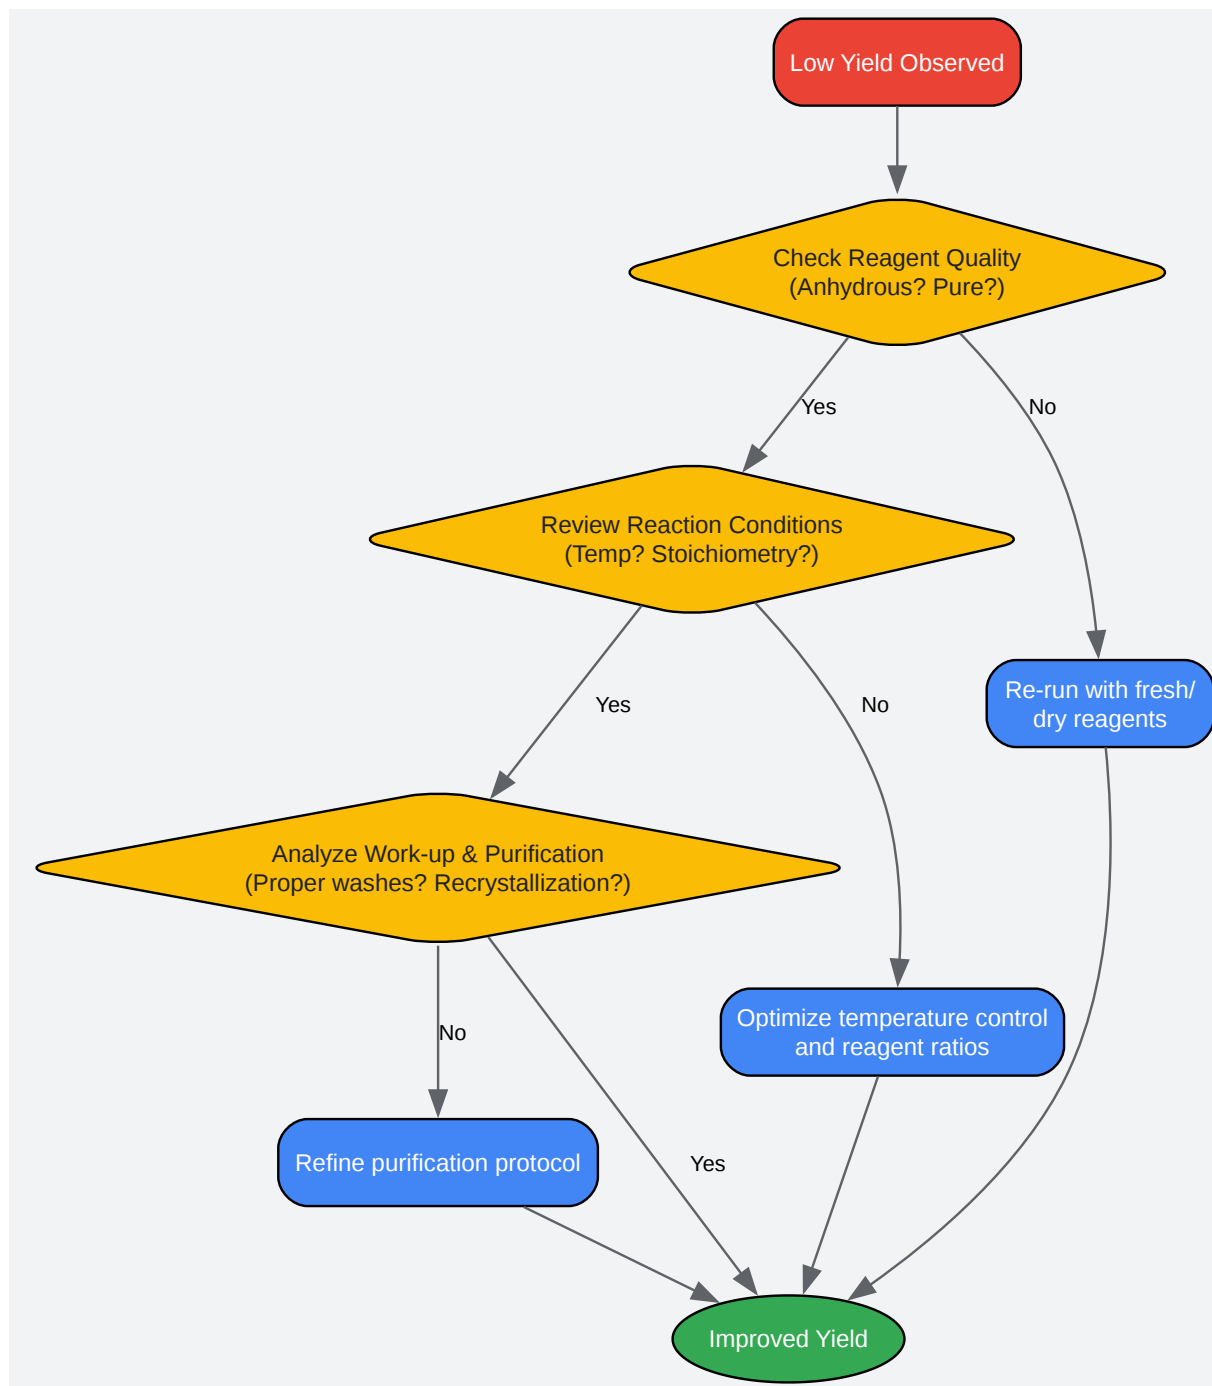 Low Yield Observed
Check Reagent Quality
(Anhydrous? Pure?)
Yes
No
Review Reaction Conditions
(Temp? Stoichiometry?)
Yes
No
Re-run with fresh/
dry reagents
Analyze Work-up & Purification
(Proper washes? Recrystallization?)
No
Optimize temperature control
and reagent ratios
Refine purification protocol
Yes
Improved Yield